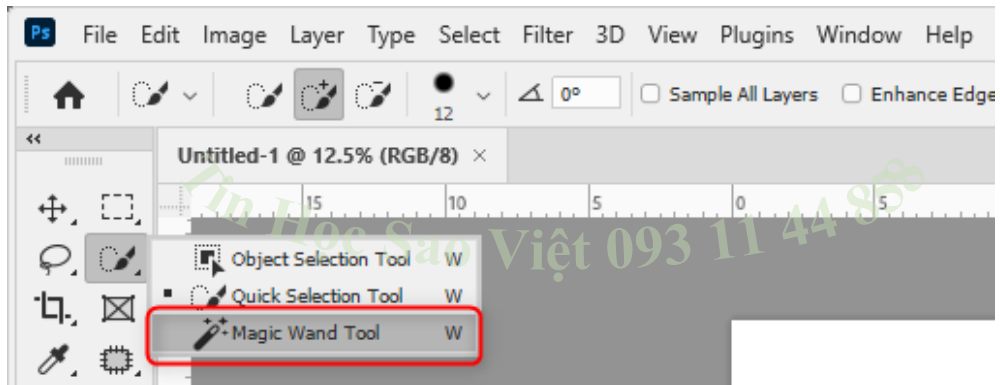 Ps File Edit Image Layer Type Select Filter 3D View Plugins Window Help
12 0° Sample All Layers Enhance Edge
Untitled-1 @ 12.5% (RGB/8) ×
15 10 5 0 5
Tin Học Sao Việt 093 11 44 858
Object Selection Tool W
Quick Selection Tool W
Magic Wand Tool W